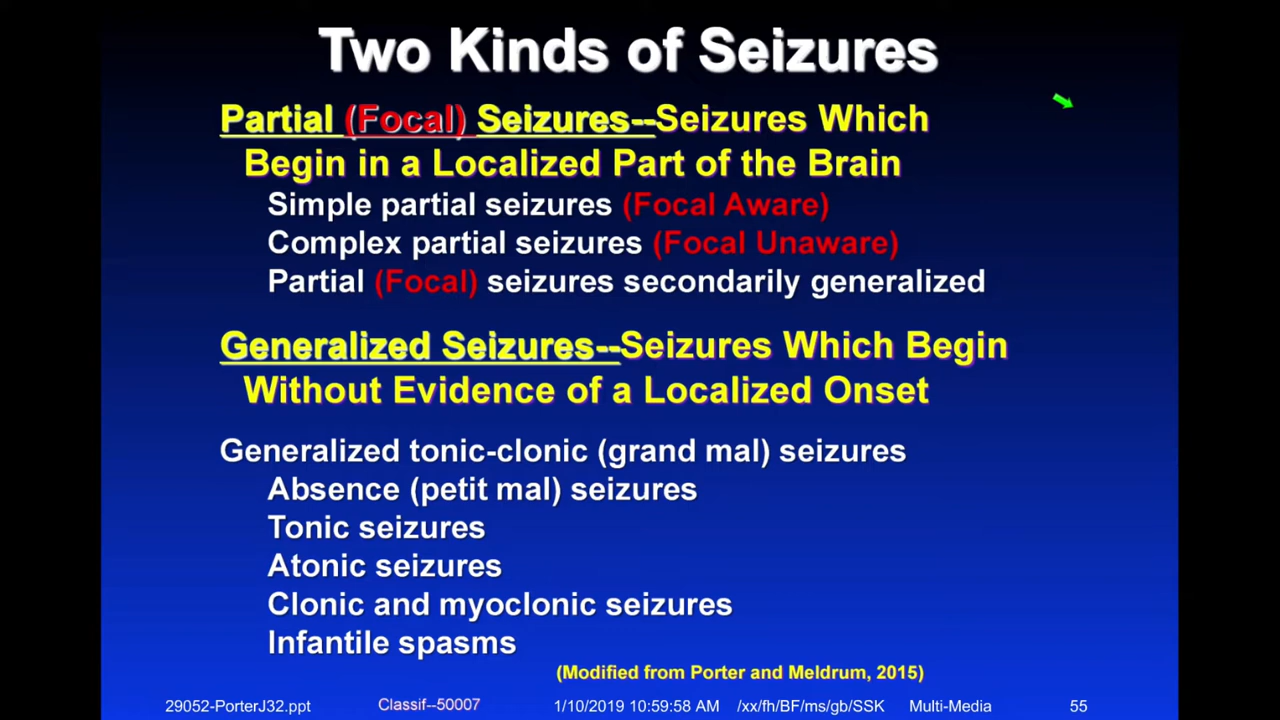 Two Kinds of Seizures
Partial (Focal) Seizures--Seizures Which
Begin in a Localized Part of the Brain
Simple partial seizures (Focal Aware)
Complex partial seizures (Focal Unaware)
Partial (Focal) seizures secondarily generalized
Generalized Seizures--Seizures Which Begin
Without Evidence of a Localized Onset
Generalized tonic-clonic (grand mal) seizures
Absence (petit mal) seizures
Tonic seizures
Atonic seizures
Clonic and myoclonic seizures
Infantile spasms
(Modified from Porter and Meldrum, 2015)
29052-PorterJ32.ppt Classif--50007 1/10/2019 10:59:58 AM /xx/fh/BF/ms/gb/SSK Multi-Media 55